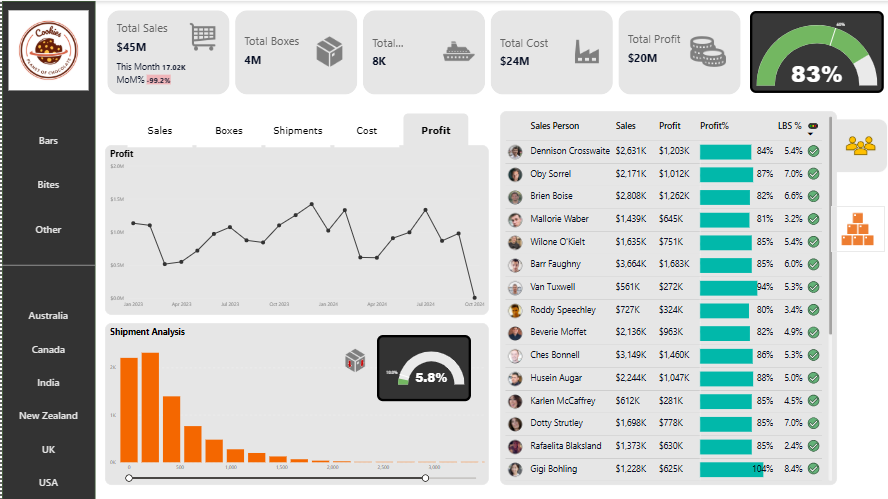 Cookies
PLANET OF CHOCOLATE
Bars
Bites
Other
Australia
Canada
India
New Zealand
UK
USA
Total Sales
$45M
This Month 17.02K
MoM% -99.2%
Total Boxes
4M
Total...
8K
Total Cost
$24M
Total Profit
$20M
83%
Sales Boxes Shipments Cost Profit
Profit
$2.0M
$1.5M
$1.0M
$0.5M
$0.0M
Jan 2023 Apr 2023 Jul 2023 Oct 2023 Jan 2024 Apr 2024 Jul 2024 Oct 2024
Shipment Analysis
5.8%
2K
1K
0K
0 500 1,000 1,500 2,000 2,500 3,000
Sales Person Sales Profit Profit% LBS %
Dennison Crosswaite $2,631K $1,203K 84% 5.4%
Oby Sorrel $2,171K $1,012K 87% 7.0%
Brien Boise $2,808K $1,262K 82% 6.6%
Mallorie Waber $1,439K $645K 81% 3.2%
Wilone O'Kielt $1,635K $751K 85% 5.4%
Barr Faughny $3,664K $1,683K 85% 6.0%
Van Tuxwell $561K $272K 94% 5.3%
Roddy Speechley $727K $324K 80% 3.4%
Beverie Moffet $2,136K $963K 82% 4.9%
Ches Bonnell $3,149K $1,460K 86% 5.3%
Husein Augar $2,244K $1,047K 88% 5.0%
Karlen McCaffrey $612K $281K 85% 4.5%
Dotty Strutley $1,698K $778K 85% 7.0%
Rafaelita Blaksland $1,373K $630K 85% 2.4%
Gigi Bohling $1,228K $625K 104% 8.4%